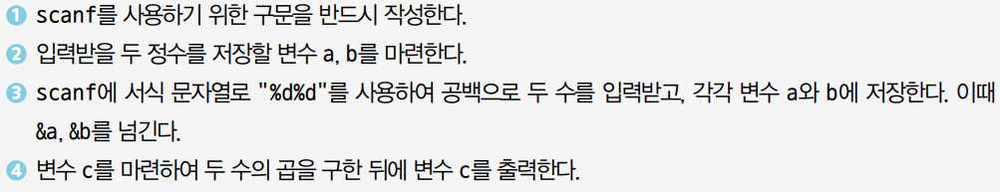 1 scanf를 사용하기 위한 구문을 반드시 작성한다.
2 입력받을 두 정수를 저장할 변수 a, b를 마련한다.
3 scanf에 서식 문자열로 "%d%d"를 사용하여 공백으로 두 수를 입력받고, 각각 변수 a와 b에 저장한다. 이때
&a, &b를 넘긴다.
4 변수 c를 마련하여 두 수의 곱을 구한 뒤에 변수 c를 출력한다.